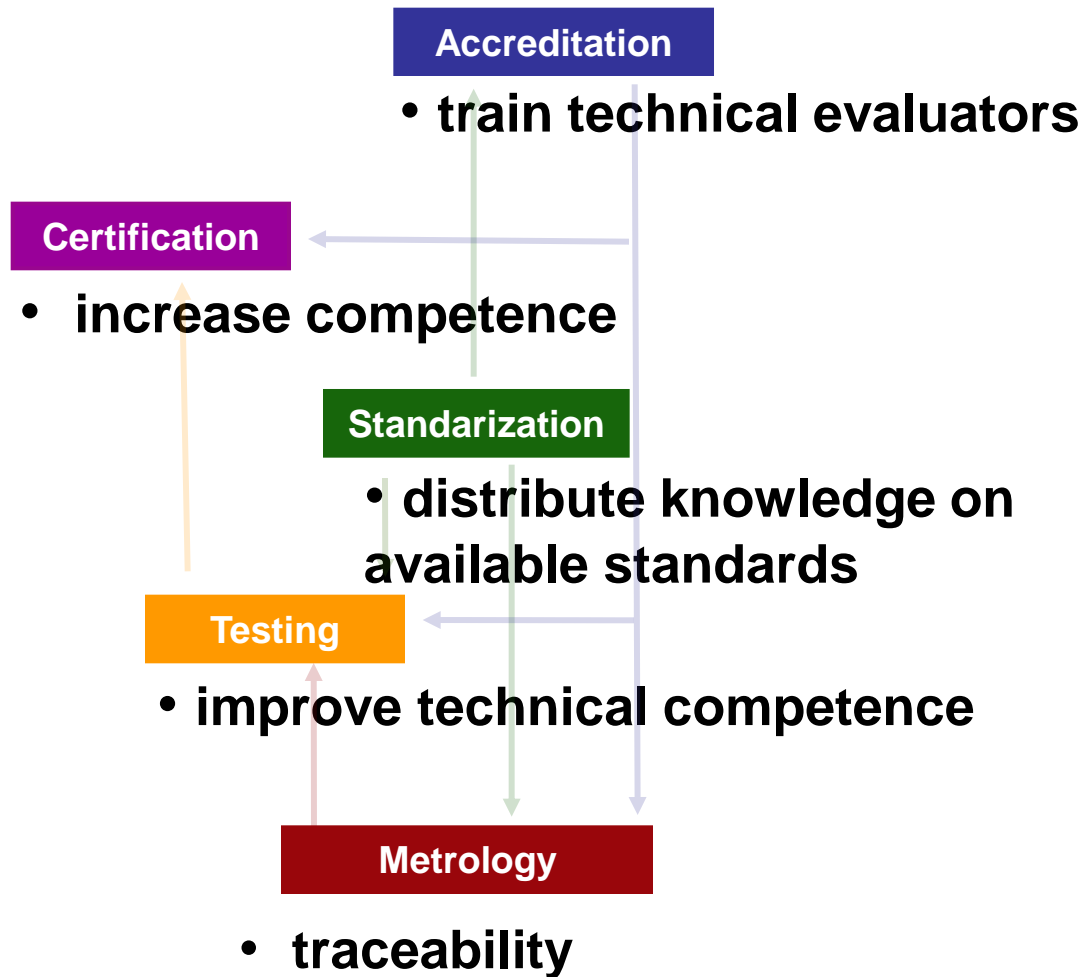 Accreditation
• train technical evaluators
Certification
• increase competence
Standarization
• distribute knowledge on
available standards
Testing
• improve technical competence
Metrology
• traceability